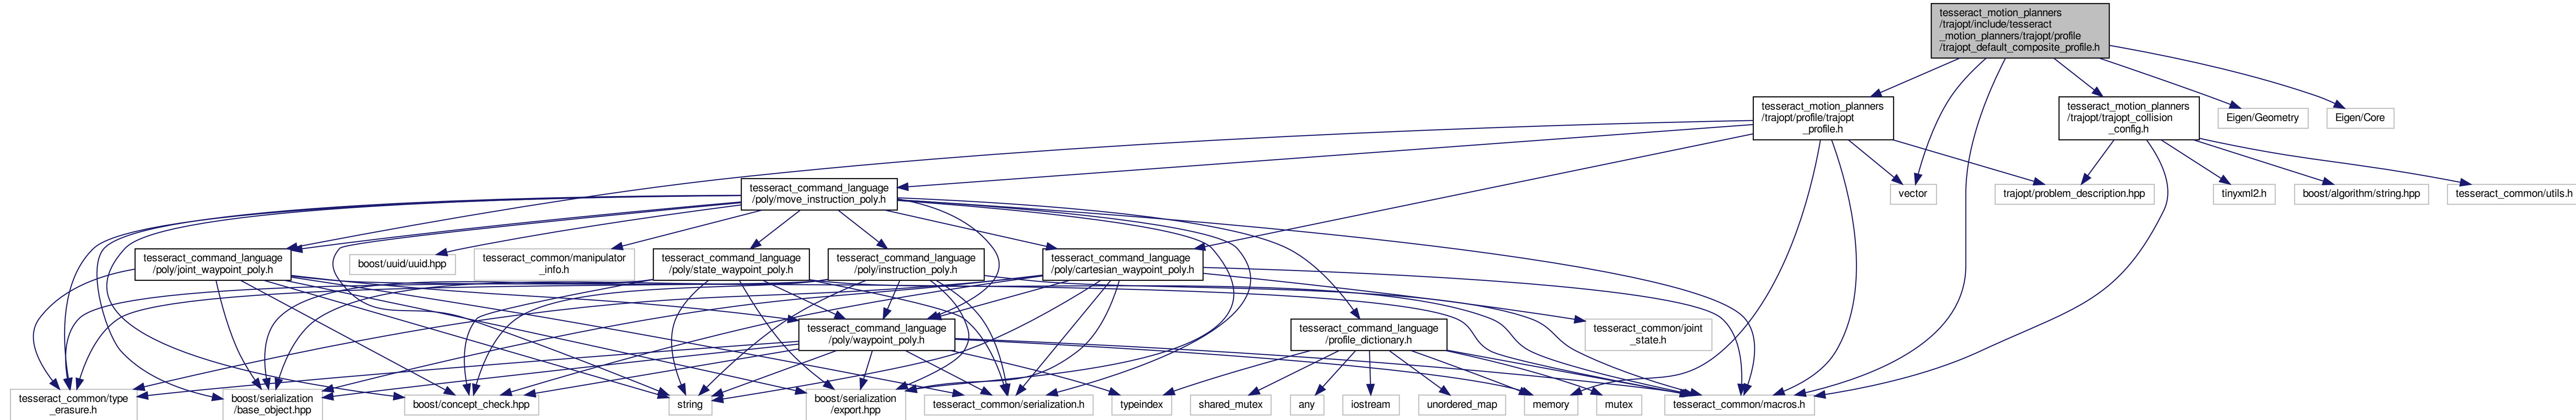 tesseract_motion_planners
/trajopt/include/tesseract
_motion_planners/trajopt/profile
/trajopt_default_composite_profile.h
tesseract_motion_planners
/trajopt/profile/trajopt
_profile.h
tesseract_motion_planners
/trajopt/trajopt_collision
_config.h
Eigen/Geometry
Eigen/Core
tesseract_command_language
/poly/move_instruction_poly.h
vector
trajopt/problem_description.hpp
tinyxml2.h
boost/algorithm/string.hpp
tesseract_common/utils.h
tesseract_command_language
/poly/joint_waypoint_poly.h
boost/uuid/uuid.hpp
tesseract_common/manipulator
_info.h
tesseract_command_language
/poly/state_waypoint_poly.h
tesseract_command_language
/poly/instruction_poly.h
tesseract_command_language
/poly/cartesian_waypoint_poly.h
tesseract_command_language
/poly/waypoint_poly.h
tesseract_command_language
/profile_dictionary.h
tesseract_common/joint
_state.h
tesseract_common/type
_erasure.h
boost/serialization
/base_object.hpp
boost/concept_check.hpp
string
boost/serialization
/export.hpp
tesseract_common/serialization.h
typeindex
shared_mutex
any
iostream
unordered_map
memory
mutex
tesseract_common/macros.h